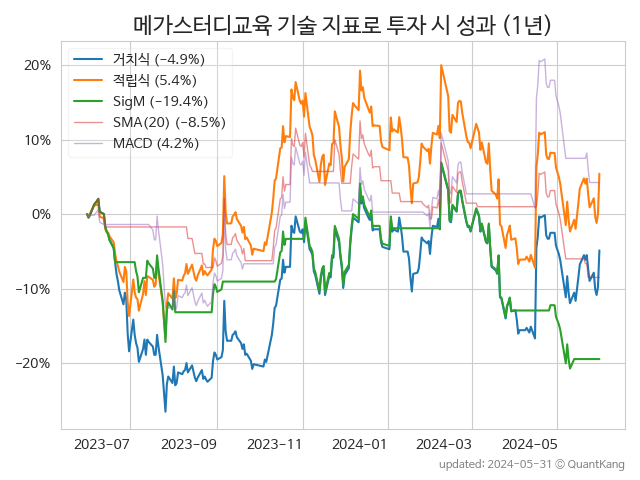 메가스터디교육 기술 지표로 투자 시 성과 (1년)
거치식 (−4.9%)
적립식 (5.4%)
SigM (−19.4%)
SMA(20) (−8.5%)
MACD (4.2%)
20%
10%
0%
−10%
−20%
2023-07 2023-09 2023-11 2024-01 2024-03 2024-05
updated: 2024-05-31 © QuantKang